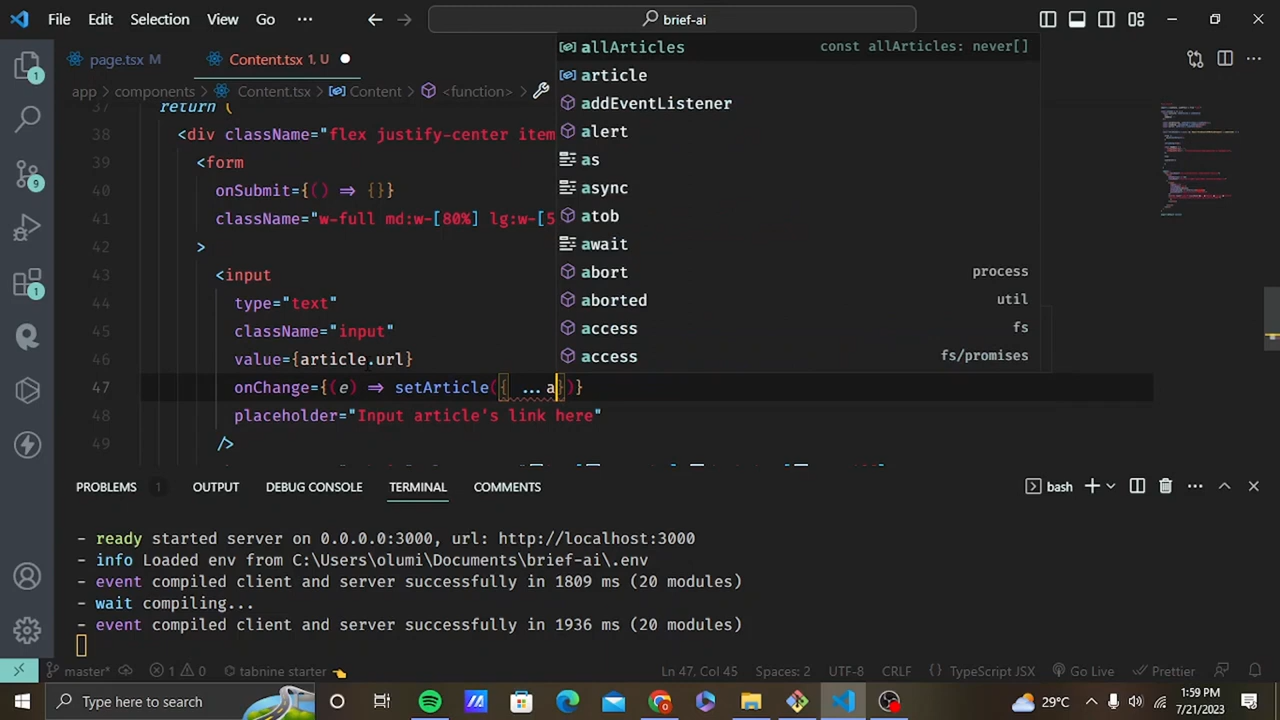 File Edit Selection View Go ··· brief-ai
page.tsx M Content.tsx 1, U
app > components > Content.tsx > Content > <function> >
37 return (
38 <div className="flex justify-center item
39 <form
40 onSubmit={() => {}}
41 className="w-full md:w-[80%] lg:w-[5
42 >
43 <input
44 type="text"
45 className="input"
46 value={article.url}
47 onChange={(e) => setArticle({ ...a})}
48 placeholder="Input article's link here"
49 />
allArticles const allArticles: never[]
article
addEventListener
alert
as
async
atob
await
abort process
aborted util
access fs
access fs/promises
1
9
1
PROBLEMS 1 OUTPUT DEBUG CONSOLE TERMINAL COMMENTS bash
- ready started server on 0.0.0.0:3000, url: http://localhost:3000
- info Loaded env from C:\Users\olumi\Documents\brief-ai\.env
- event compiled client and server successfully in 1809 ms (20 modules)
- wait compiling...
- event compiled client and server successfully in 1936 ms (20 modules)
master* 1 0 tabnine starter Ln 47, Col 45 Spaces: 2 UTF-8 CRLF {} TypeScript JSX Go Live Prettier
Type here to search 29°C 1:59 PM
7/21/2023